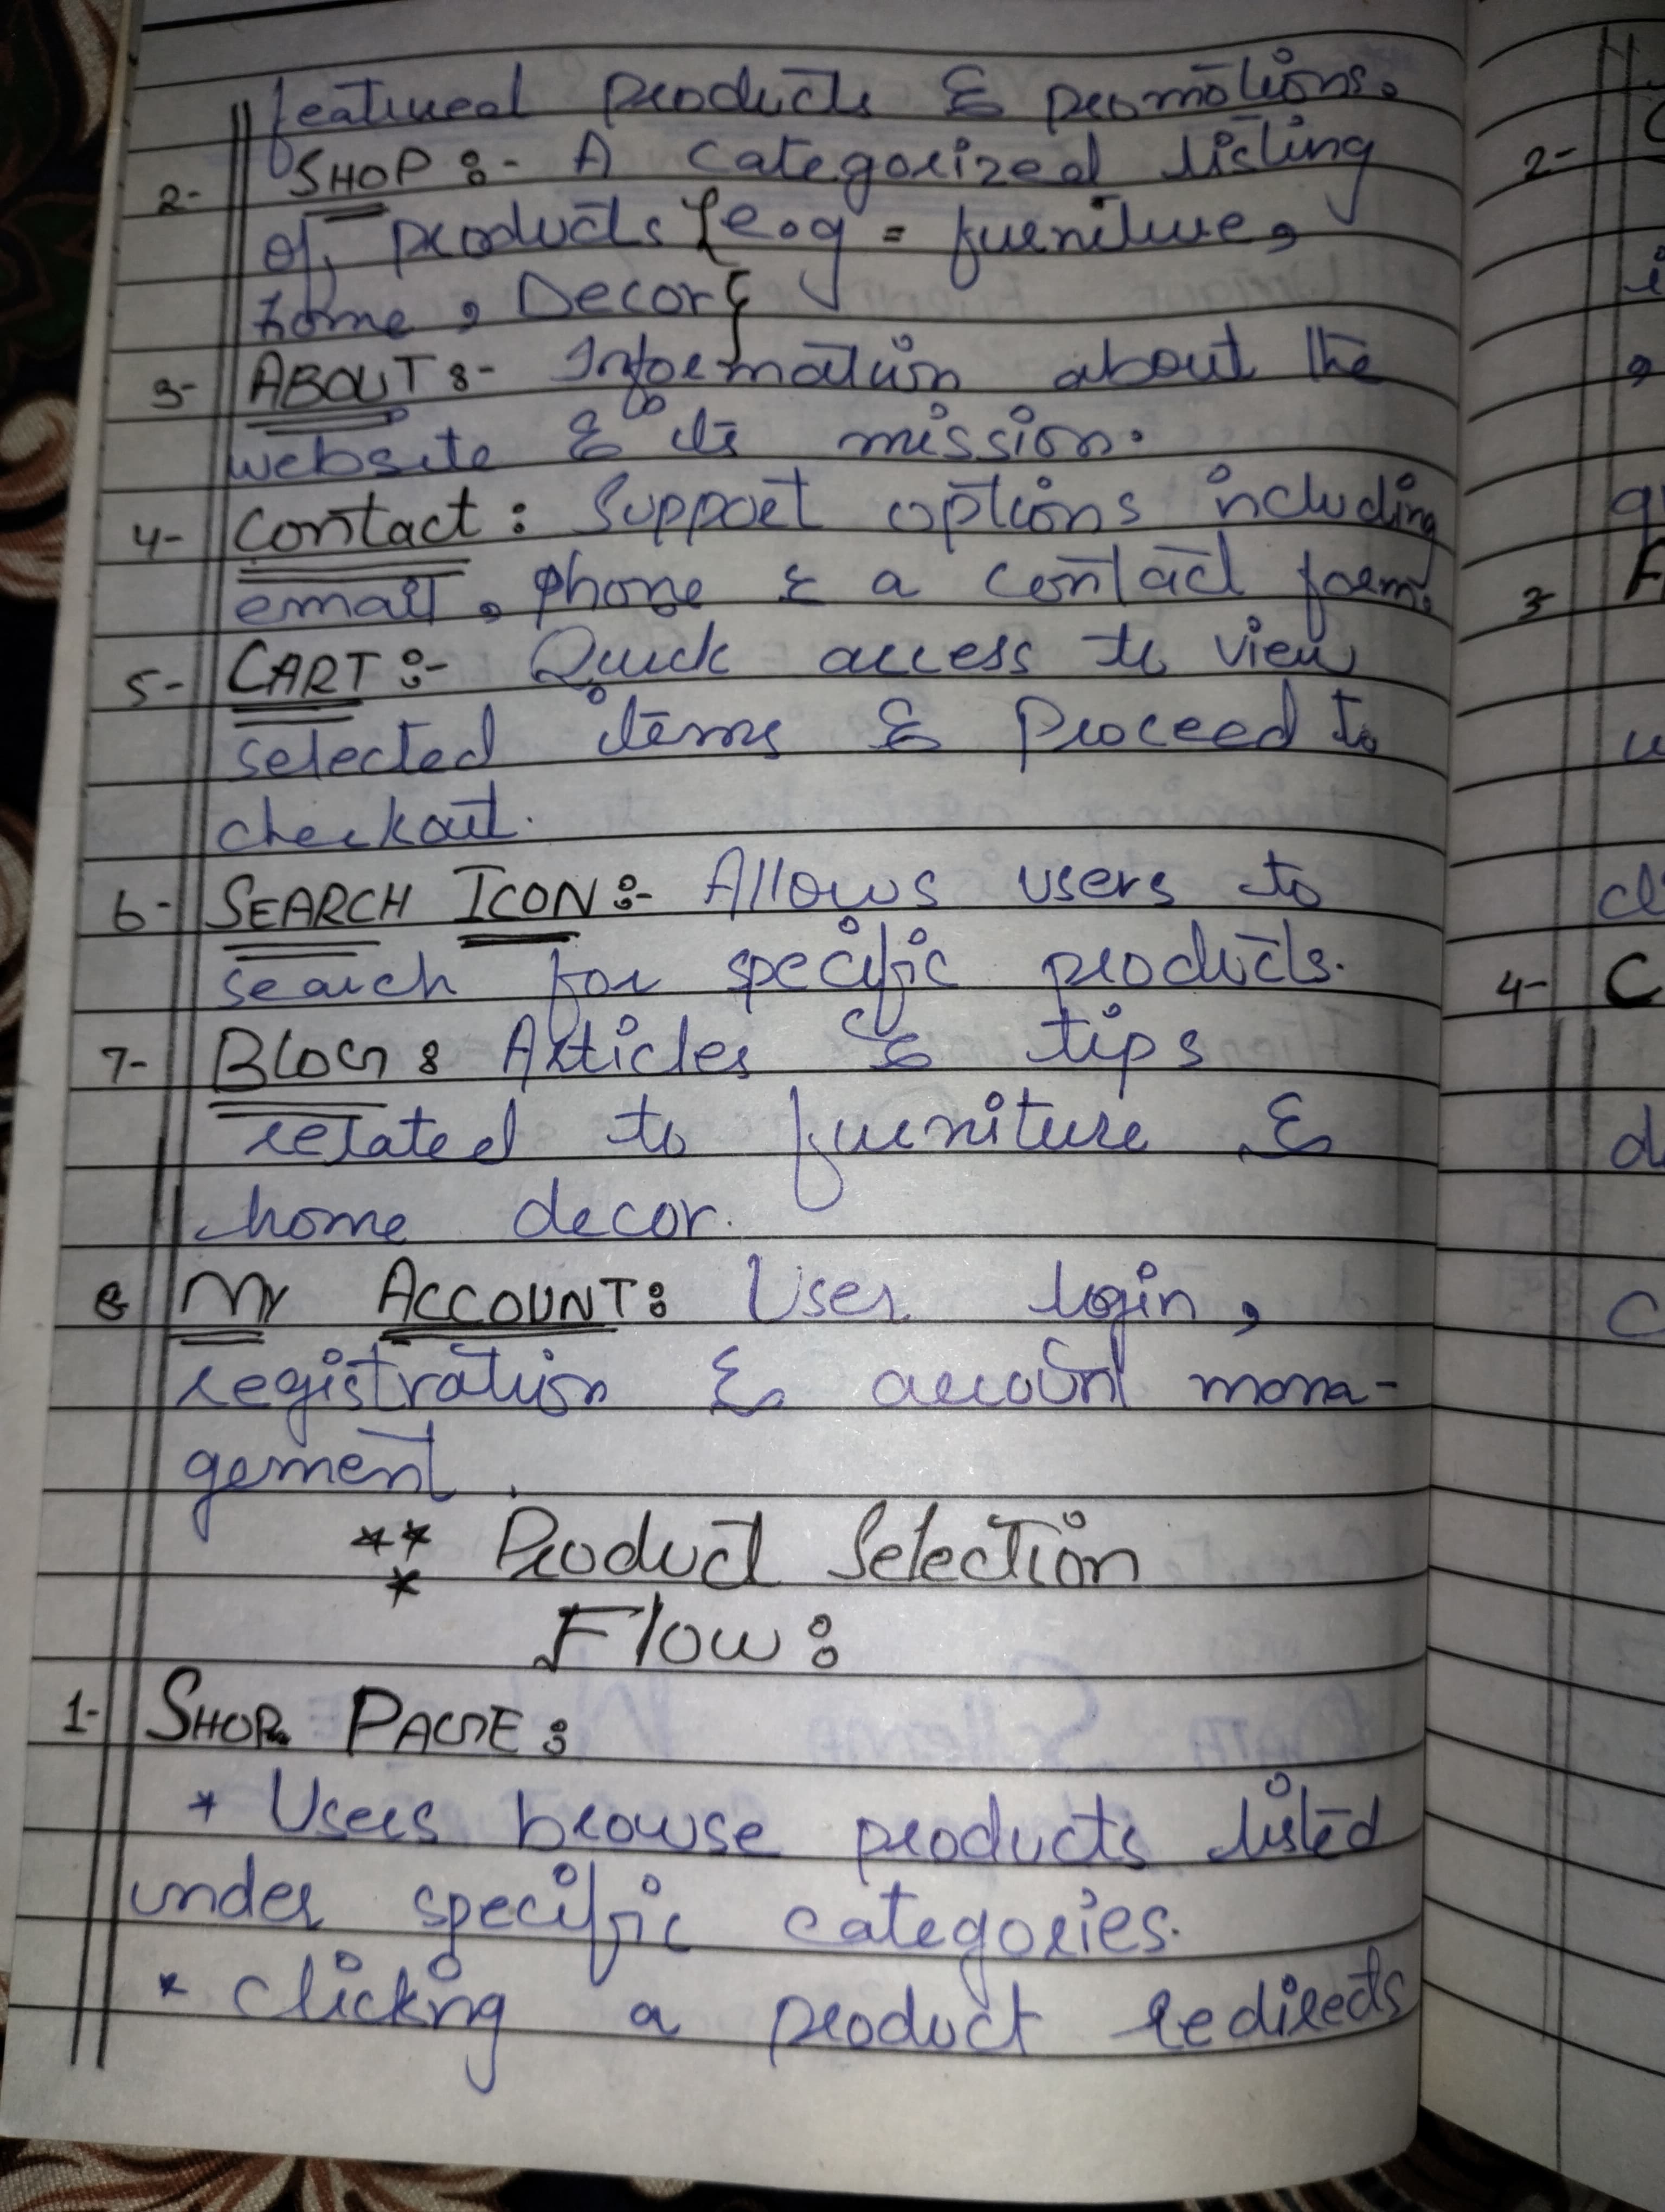 featured products & promotions.
2- SHOP :- A categorized listing
of products {e.g = furniture,
home, Decor}
3- ABOUT :- Information about the
website & its mission.
4- Contact : Support options including
email, phone & a contact form.
5- CART :- Quick access to view
selected items & Proceed to
checkout.
6- SEARCH ICON :- Allows users to
search for specific products.
7- BLOG : Articles & tips
related to furniture &
home decor.
8 MY ACCOUNT : User login,
registration & account mana-
gement.
*** Product Selection
Flow :
1- SHOP PAGE :
* Users browse products listed
under specific categories.
* Clicking a product redirects
2-
3-
4- C